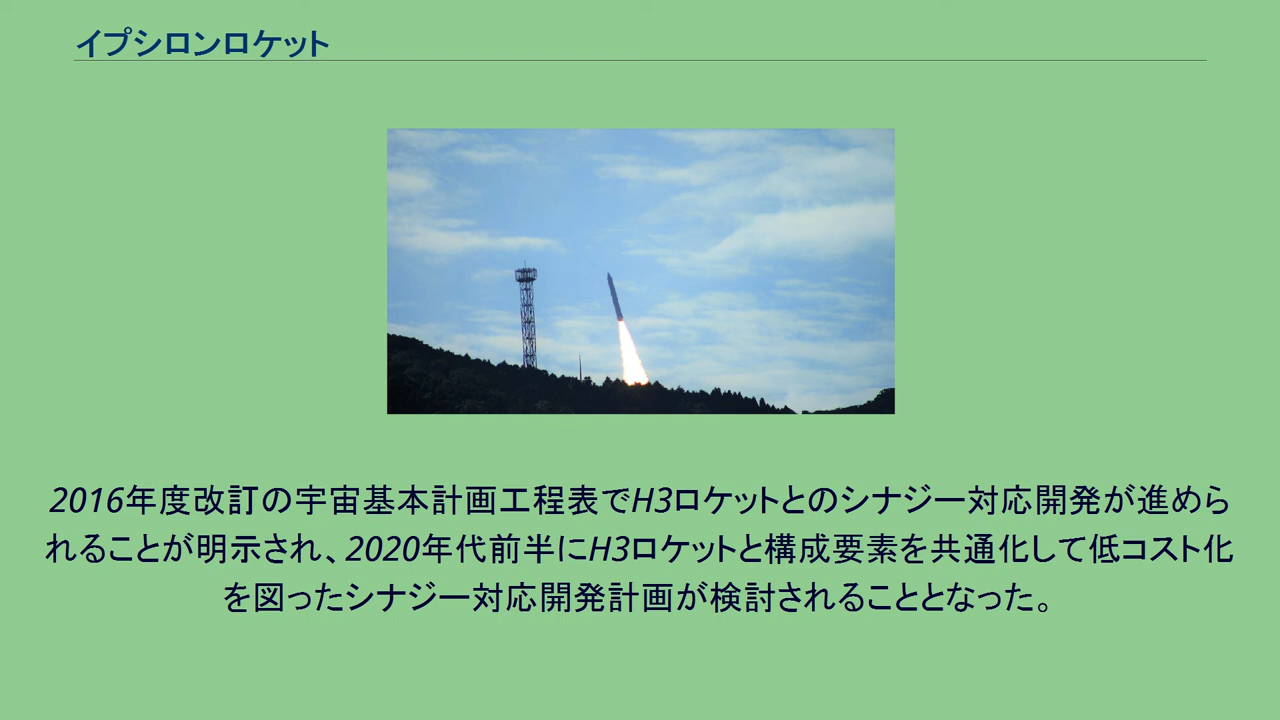 イプシロンロケット
2016年度改訂の宇宙基本計画工程表でH3ロケットとのシナジー対応開発が進めら
れることが明示され、2020年代前半にH3ロケットと構成要素を共通化して低コスト化
を図ったシナジー対応開発計画が検討されることとなった。